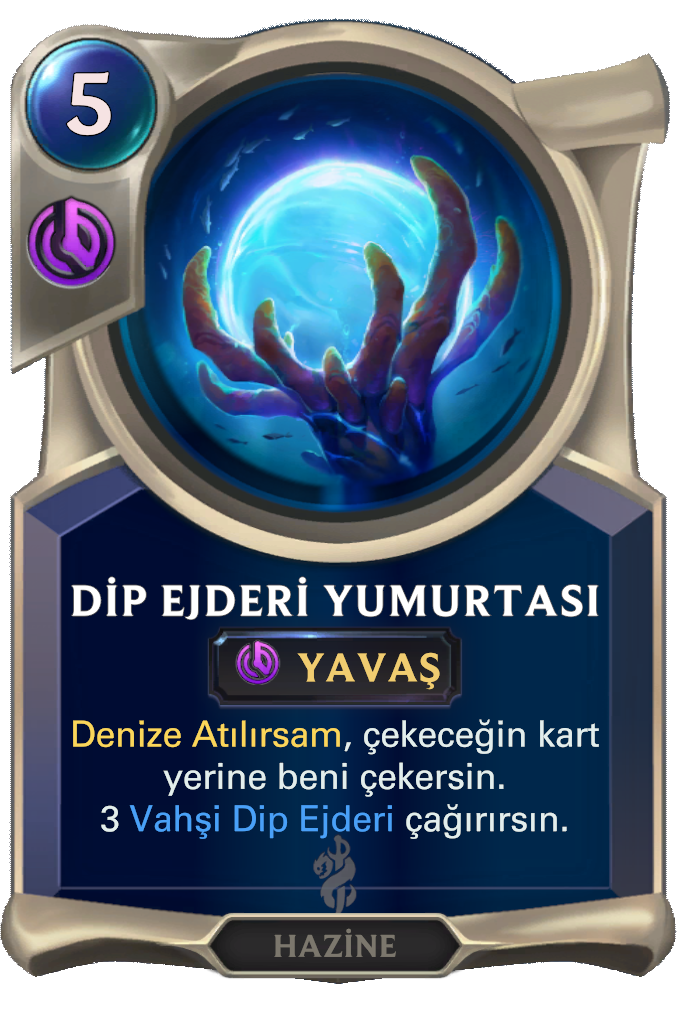 5
DİP EJDERİ YUMURTASI
YAVAŞ
Denize Atılırsam, çekeceğin kart
yerine beni çekersin.
3 Vahşi Dip Ejderi çağırırsın.
HAZİNE